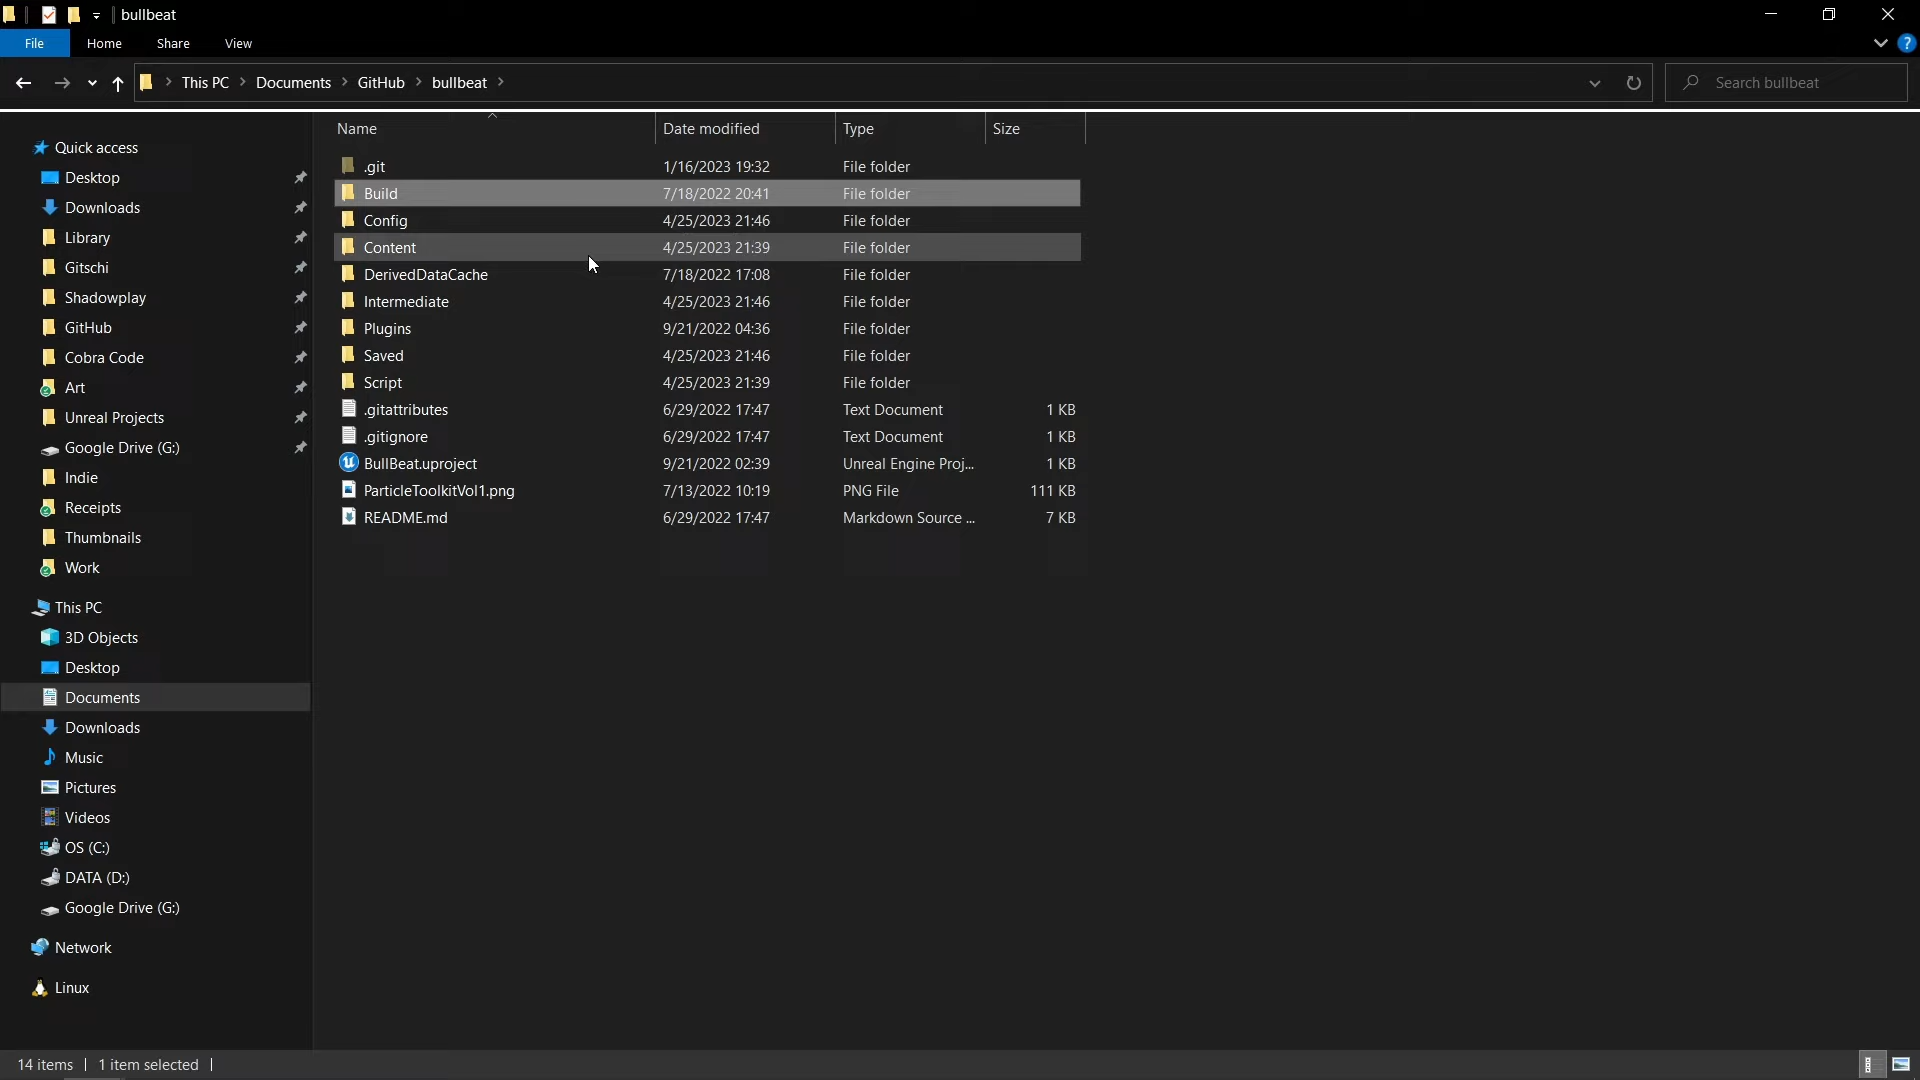 bullbeat
File Home Share View
This PC Documents GitHub bullbeat Search bullbeat
Name Date modified Type Size
Quick access
Desktop
Downloads
Library
Gitschi
Shadowplay
GitHub
Cobra Code
Art
Unreal Projects
Google Drive (G:)
Indie
Receipts
Thumbnails
Work
This PC
3D Objects
Desktop
Documents
Downloads
Music
Pictures
Videos
OS (C:)
DATA (D:)
Google Drive (G:)
Network
Linux
.git 1/16/2023 19:32 File folder
Build 7/18/2022 20:41 File folder
Config 4/25/2023 21:46 File folder
Content 4/25/2023 21:39 File folder
DerivedDataCache 7/18/2022 17:08 File folder
Intermediate 4/25/2023 21:46 File folder
Plugins 9/21/2022 04:36 File folder
Saved 4/25/2023 21:46 File folder
Script 4/25/2023 21:39 File folder
.gitattributes 6/29/2022 17:47 Text Document 1 KB
.gitignore 6/29/2022 17:47 Text Document 1 KB
BullBeat.uproject 9/21/2022 02:39 Unreal Engine Proj... 1 KB
ParticleToolkitVol1.png 7/13/2022 10:19 PNG File 111 KB
README.md 6/29/2022 17:47 Markdown Source ... 7 KB
14 items 1 item selected